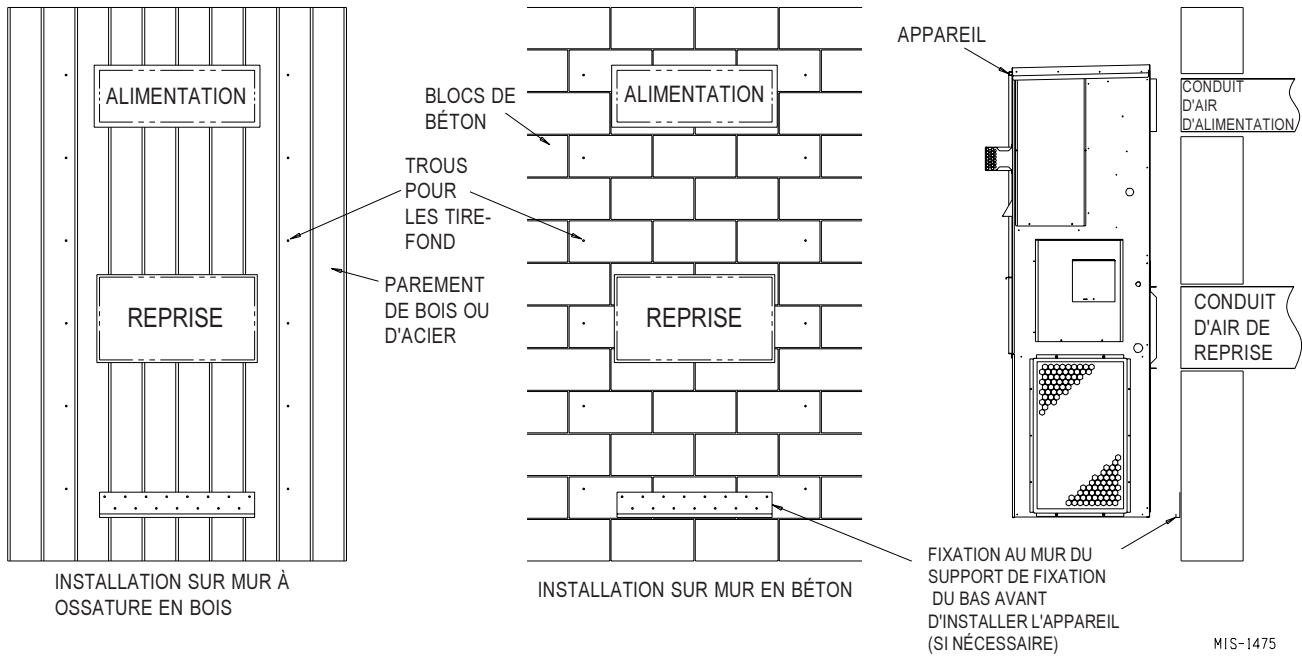 ALIMENTATION
REPRISE
INSTALLATION SUR MUR À
OSSATURE EN BOIS
BLOCS DE
BÉTON
TROUS
POUR
LES TIRE-
FOND
PAREMENT
DE BOIS OU
D'ACIER
ALIMENTATION
REPRISE
INSTALLATION SUR MUR EN BÉTON
APPAREIL
CONDUIT
D'AIR
D'ALIMENTATION
CONDUIT
D'AIR DE
REPRISE
FIXATION AU MUR DU
SUPPORT DE FIXATION
DU BAS AVANT
D'INSTALLER L'APPAREIL
(SI NÉCESSAIRE)
MIS-1475